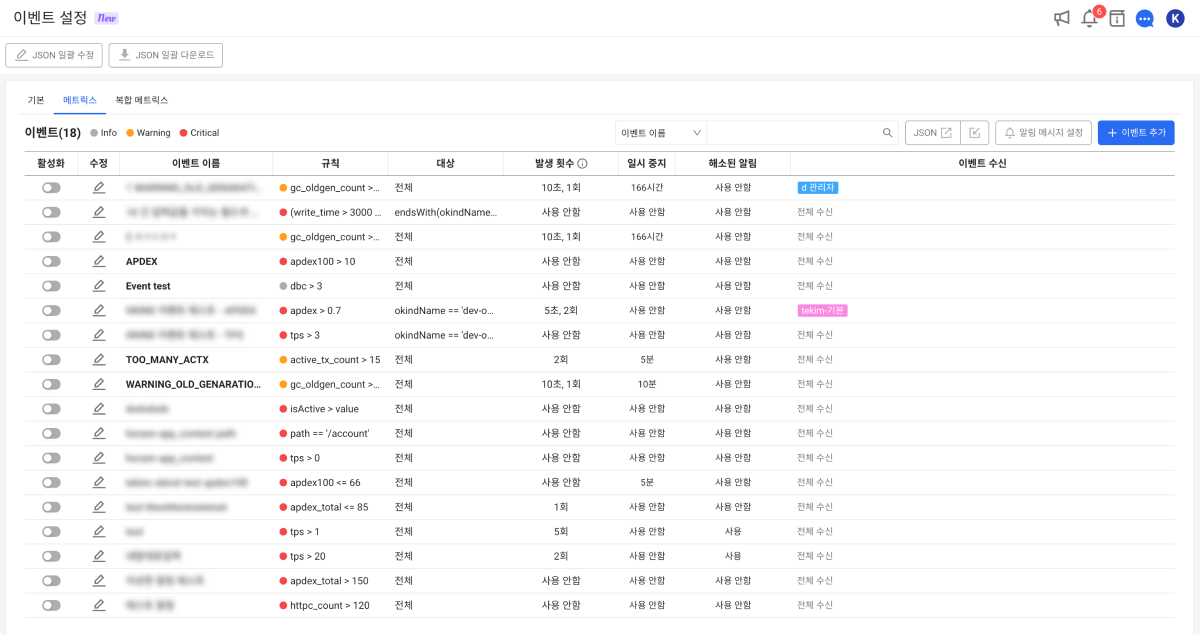 이벤트 설정 New
6
K
JSON 일괄 수정 JSON 일괄 다운로드
기본 메트릭스 복합 메트릭스
이벤트(18) Info Warning Critical 이벤트 이름 JSON 알림 메시지 설정 이벤트 추가
활성화 수정 이벤트 이름 규칙 대상 발생 횟수 일시 중지 해소된 알림 이벤트 수신
gc_oldgen_count >... 전체 10초, 1회 166시간 사용 안함 d 관리자
(write_time > 3000 ... endsWith(okindName... 사용 안함 사용 안함 사용 안함 전체 수신
gc_oldgen_count >... 전체 10초, 1회 166시간 사용 안함 전체 수신
APDEX apdex100 > 10 전체 사용 안함 사용 안함 사용 안함 전체 수신
Event test dbc > 3 전체 사용 안함 사용 안함 사용 안함 전체 수신
apdex > 0.7 okindName == 'dev-o... 5초, 2회 사용 안함 사용 안함 tekim-기본
tps > 3 okindName == 'dev-o... 사용 안함 사용 안함 사용 안함 전체 수신
TOO_MANY_ACTX active_tx_count > 15 전체 2회 5분 사용 안함 전체 수신
WARNING_OLD_GENARATIO... gc_oldgen_count >... 전체 10초, 1회 10분 사용 안함 전체 수신
isActive > value 전체 사용 안함 사용 안함 사용 안함 전체 수신
path == '/account' 전체 사용 안함 사용 안함 사용 안함 전체 수신
tps > 0 전체 사용 안함 사용 안함 사용 안함 전체 수신
apdex100 <= 66 전체 사용 안함 5분 사용 안함 전체 수신
apdex_total <= 85 전체 1회 사용 안함 사용 안함 전체 수신
tps > 1 전체 5회 사용 안함 사용 전체 수신
tps > 20 전체 2회 사용 안함 사용 전체 수신
apdex_total > 150 전체 사용 안함 사용 안함 사용 안함 전체 수신
httpc_count > 120 전체 사용 안함 사용 안함 사용 안함 전체 수신